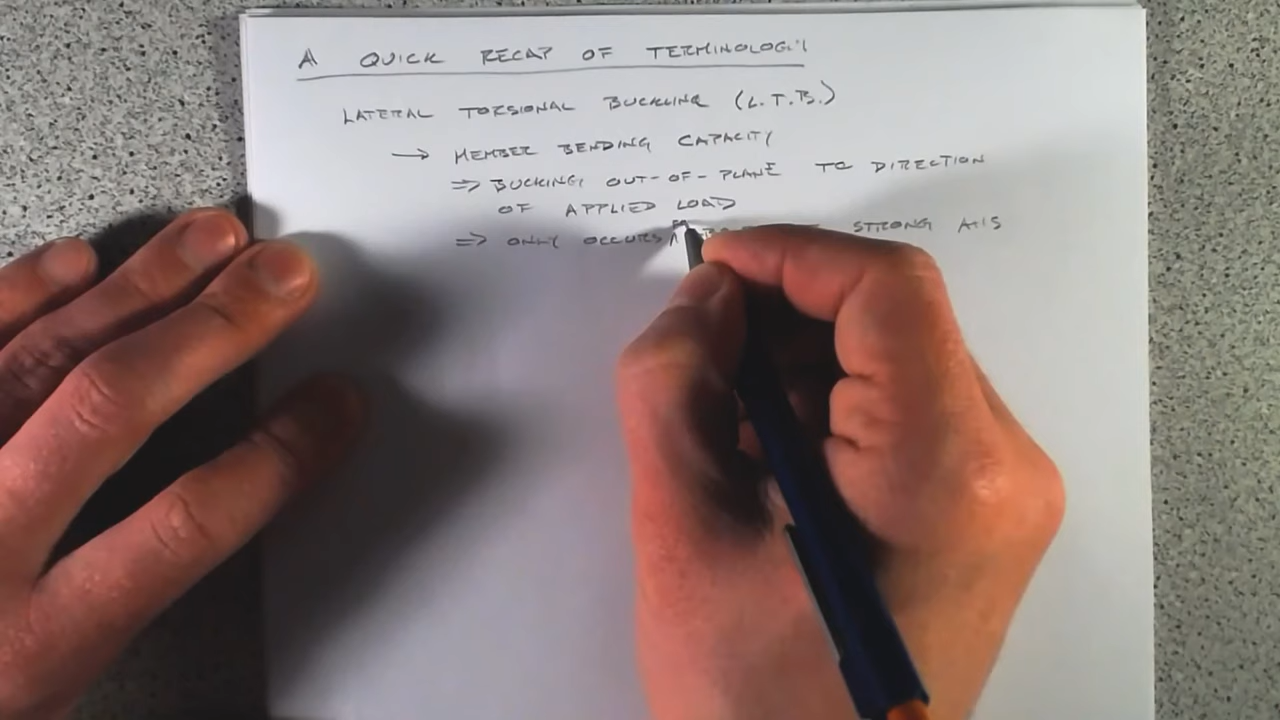 A QUICK RECAP OF TERMINOLOGY
LATERAL TORSIONAL BUCKLING (L.T.B.)
→ MEMBER BENDING CAPACITY
⇒ BUCKING OUT-OF-PLANE TO DIRECTION
OF APPLIED LOAD
⇒ ONLY OCCURS STRONG AXIS